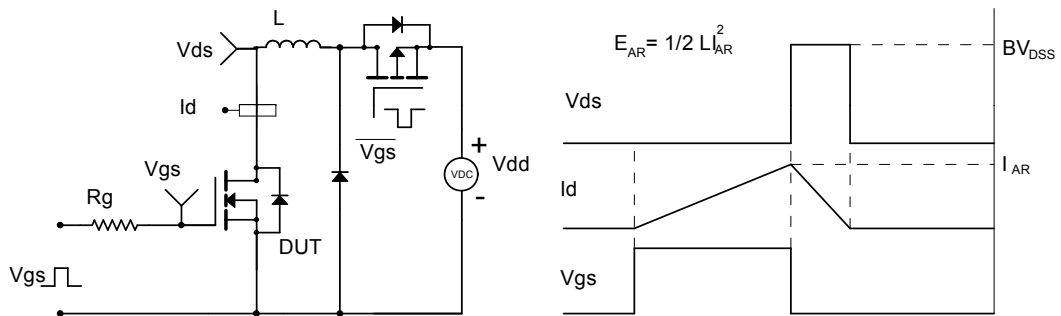 L
Vds
Id
Vgs
Vgs
+
Vdd
VDC
-
Rg
DUT
Vgs
E_AR = 1/2 LI_AR^2
BV_DSS
Vds
I_AR
Id
Vgs